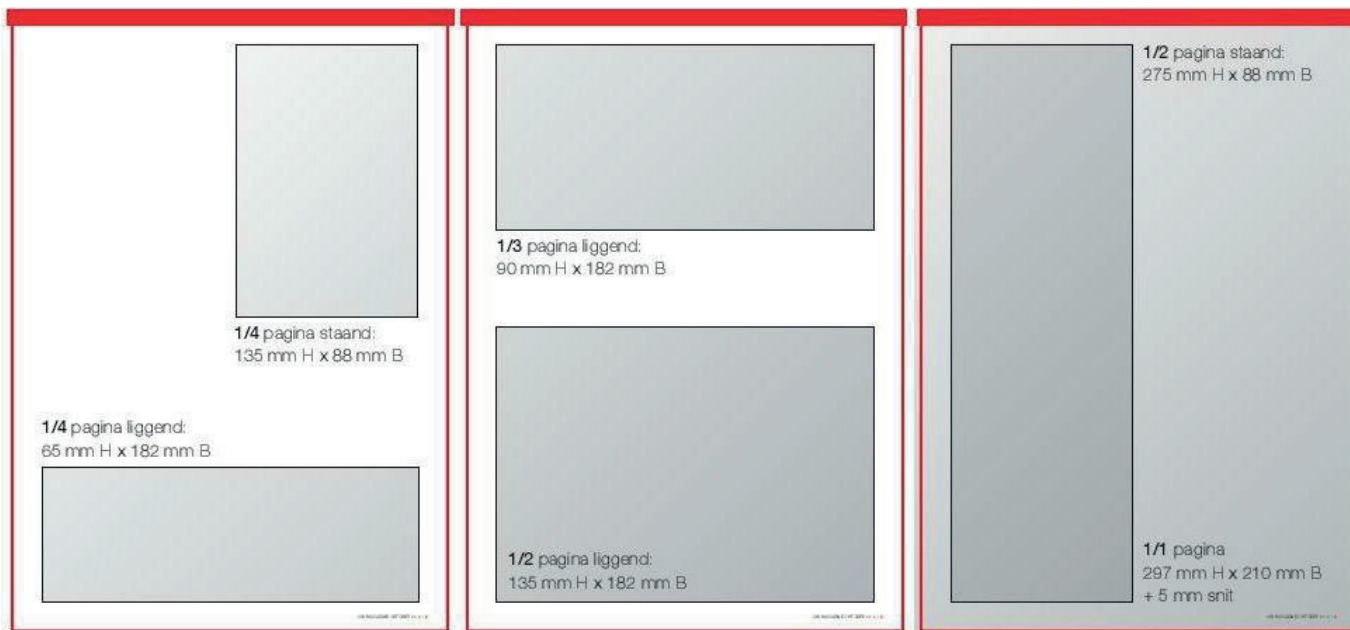 1/4 pagina staand:
135 mm H x 88 mm B
1/4 pagina liggend:
65 mm H x 182 mm B
1/3 pagina liggend:
90 mm H x 182 mm B
1/2 pagina liggend:
135 mm H x 182 mm B
1/2 pagina staand:
275 mm H x 88 mm B
1/1 pagina
297 mm H x 210 mm B
+ 5 mm snit